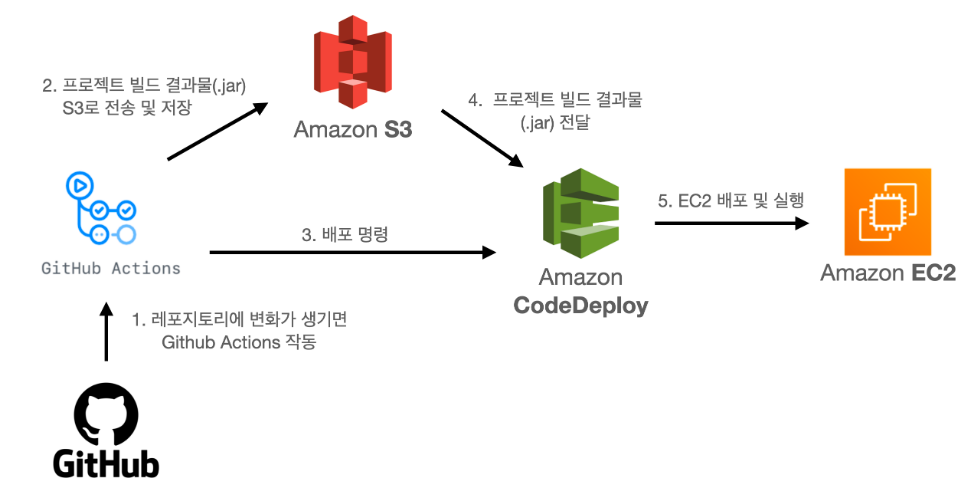 2. 프로젝트 빌드 결과물(.jar)
S3로 전송 및 저장
Amazon S3
4. 프로젝트 빌드 결과물
(.jar) 전달
GitHub Actions
3. 배포 명령
Amazon
CodeDeploy
5. EC2 배포 및 실행
Amazon EC2
1. 레포지토리에 변화가 생기면
Github Actions 작동
GitHub